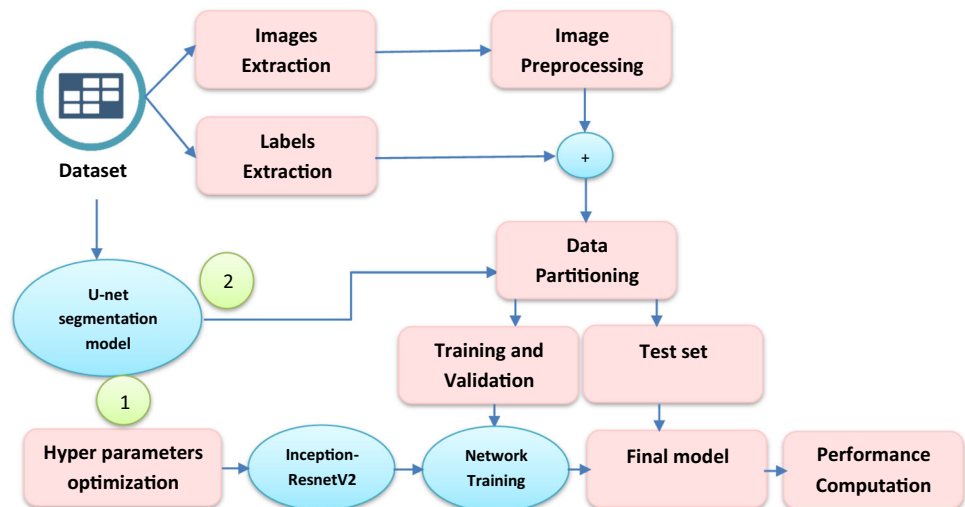 Images
Extraction
Image
Preprocessing
Dataset
Labels
Extraction
+
Data
Partitioning
U-net
segmentation
model
2
Training and
Validation
Test set
1
Hyper parameters
optimization
Inception-
ResnetV2
Network
Training
Final model
Performance
Computation